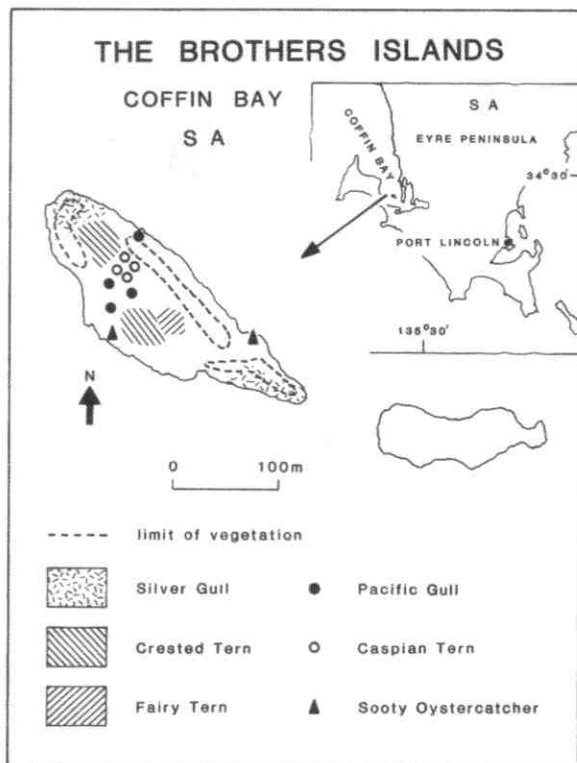 THE BROTHERS ISLANDS
COFFIN BAY
S A
S A
EYRE PENINSULA
COFFIN BAY
34°30'
PORT LINCOLN
135°30'
N
0 100m
limit of vegetation
Silver Gull
Pacific Gull
Crested Tern
Caspian Tern
Fairy Tern
Sooty Oystercatcher